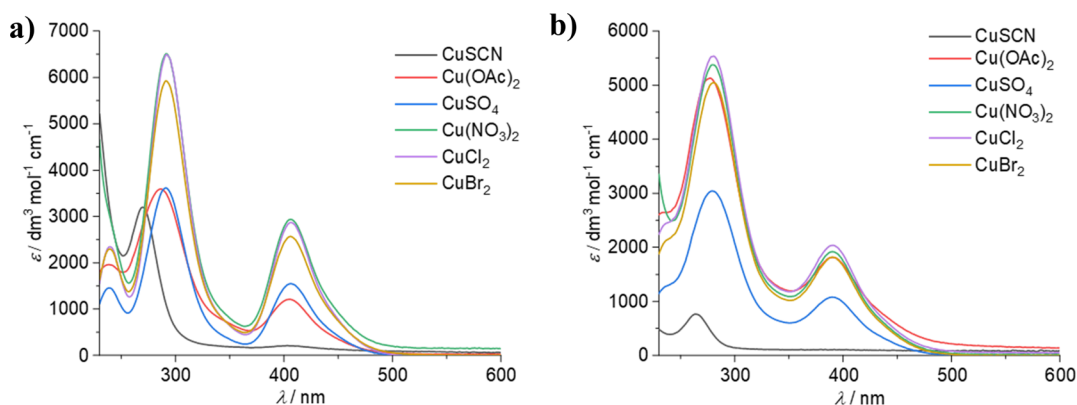 a)
7000
6000
5000
4000
3000
2000
1000
0
ε / dm³ mol⁻¹ cm⁻¹
300
400
500
600
λ / nm
CuSCN
Cu(OAc)₂
CuSO₄
Cu(NO₃)₂
CuCl₂
CuBr₂
b)
6000
5000
4000
3000
2000
1000
0
ε / dm³ mol⁻¹ cm⁻¹
300
400
500
600
λ / nm
CuSCN
Cu(OAc)₂
CuSO₄
Cu(NO₃)₂
CuCl₂
CuBr₂